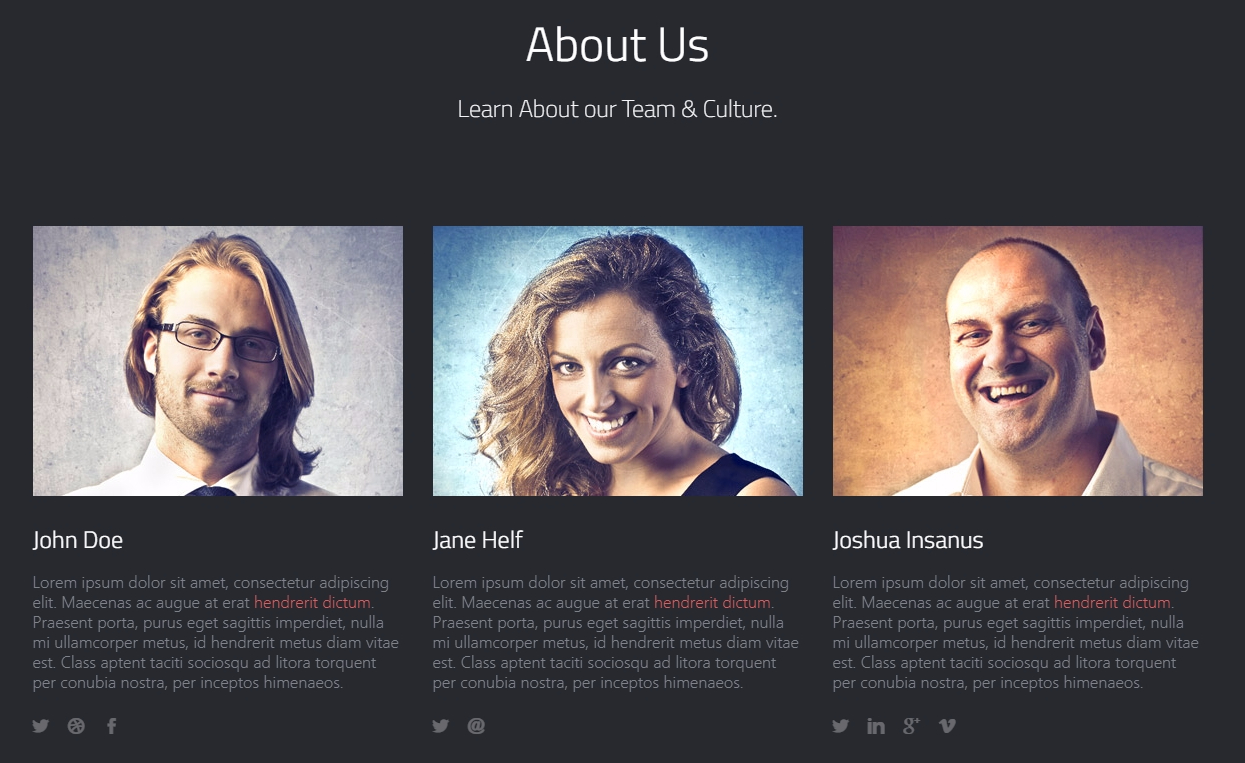 About Us
Learn About our Team & Culture.
John Doe
Lorem ipsum dolor sit amet, consectetur adipiscing
elit. Maecenas ac augue at erat hendrerit dictum.
Praesent porta, purus eget sagittis imperdiet, nulla
mi ullamcorper metus, id hendrerit metus diam vitae
est. Class aptent taciti sociosqu ad litora torquent
per conubia nostra, per inceptos himenaeos.
Jane Helf
Lorem ipsum dolor sit amet, consectetur adipiscing
elit. Maecenas ac augue at erat hendrerit dictum.
Praesent porta, purus eget sagittis imperdiet, nulla
mi ullamcorper metus, id hendrerit metus diam vitae
est. Class aptent taciti sociosqu ad litora torquent
per conubia nostra, per inceptos himenaeos.
Joshua Insanus
Lorem ipsum dolor sit amet, consectetur adipiscing
elit. Maecenas ac augue at erat hendrerit dictum.
Praesent porta, purus eget sagittis imperdiet, nulla
mi ullamcorper metus, id hendrerit metus diam vitae
est. Class aptent taciti sociosqu ad litora torquent
per conubia nostra, per inceptos himenaeos.